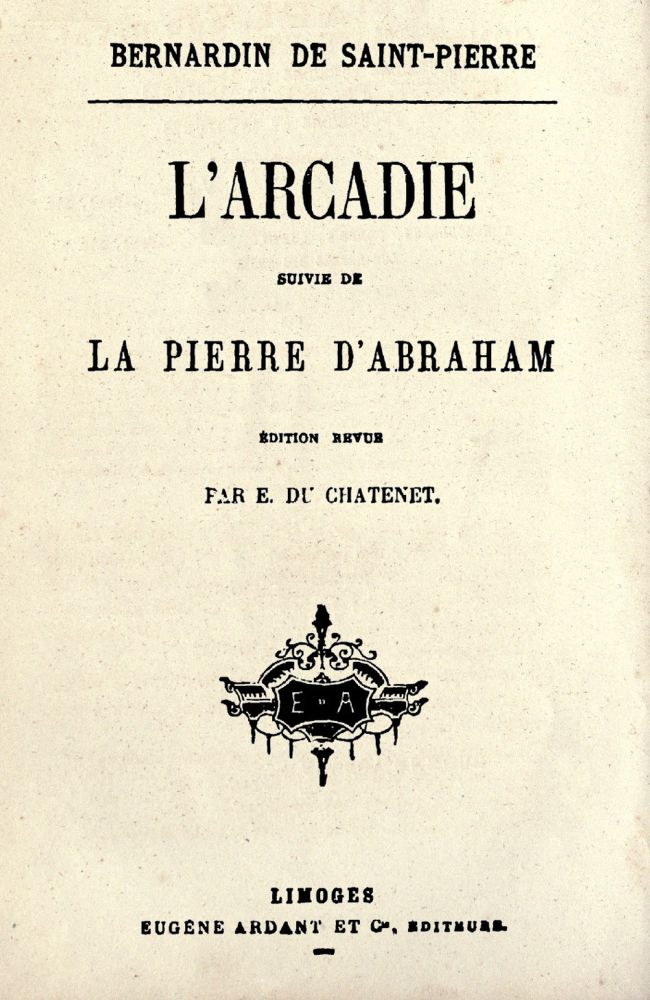 BERNARDIN DE SAINT-PIERRE
L'ARCADIE
SUIVIE DE
LA PIERRE D'ABRAHAM
ÉDITION REVUE
PAR E. DU CHATENET.
E D A
LIMOGES
EUGÈNE ARDANT ET Cie, ÉDITEURS.